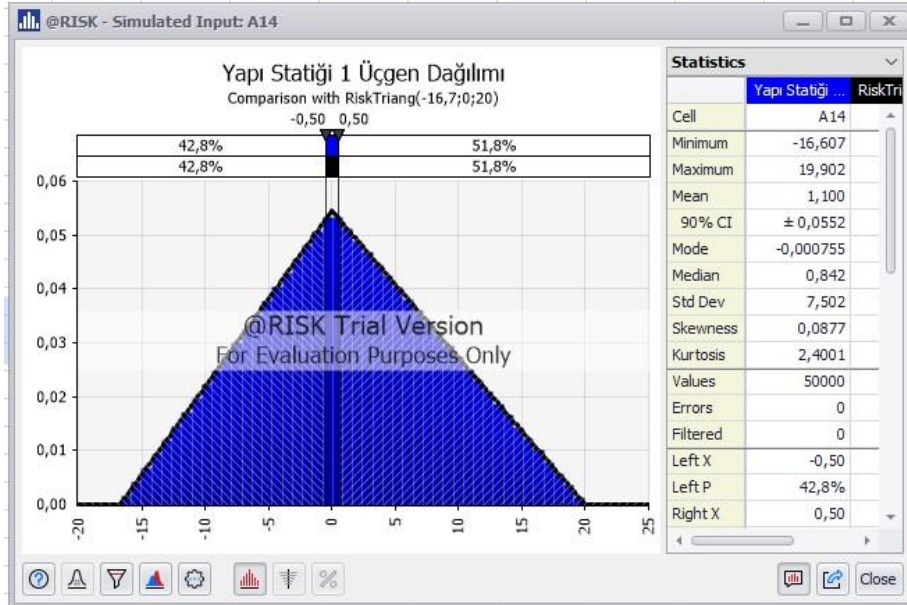 @RISK - Simulated Input: A14
Yapı Statiği 1 Üçgen Dağılımı
Comparison with RiskTriang(-16,7;0;20)
-0,50 0,50
42,8% 51,8%
42,8% 51,8%
0,06
0,05
0,04
0,03
0,02
0,01
0,00
-20 -15 -10 -5 0 5 10 15 20 25
@RISK Trial Version
For Evaluation Purposes Only
Statistics
Yapı Statiği ... RiskTri
Cell A14
Minimum -16,607
Maximum 19,902
Mean 1,100
90% CI ± 0,0552
Mode -0,000755
Median 0,842
Std Dev 7,502
Skewness 0,0877
Kurtosis 2,4001
Values 50000
Errors 0
Filtered 0
Left X -0,50
Left P 42,8%
Right X 0,50
Close